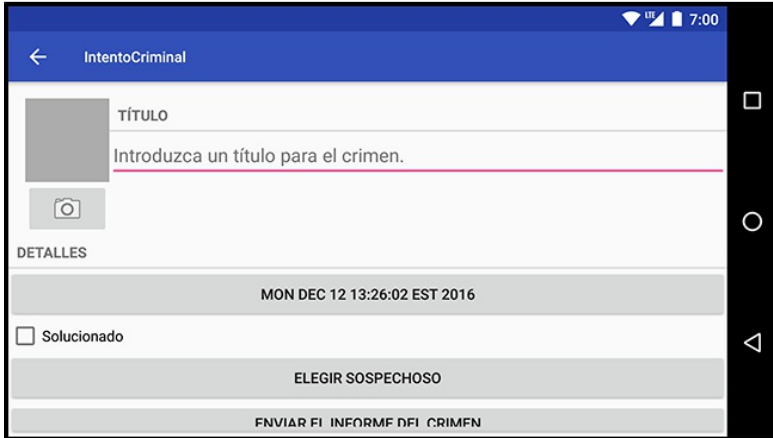 LTE 7:00
IntentoCriminal
TÍTULO
Introduzca un título para el crimen.
DETALLES
MON DEC 12 13:26:02 EST 2016
Solucionado
ELEGIR SOSPECHOSO
ENVIAR EL INFORME DEL CRIMEN